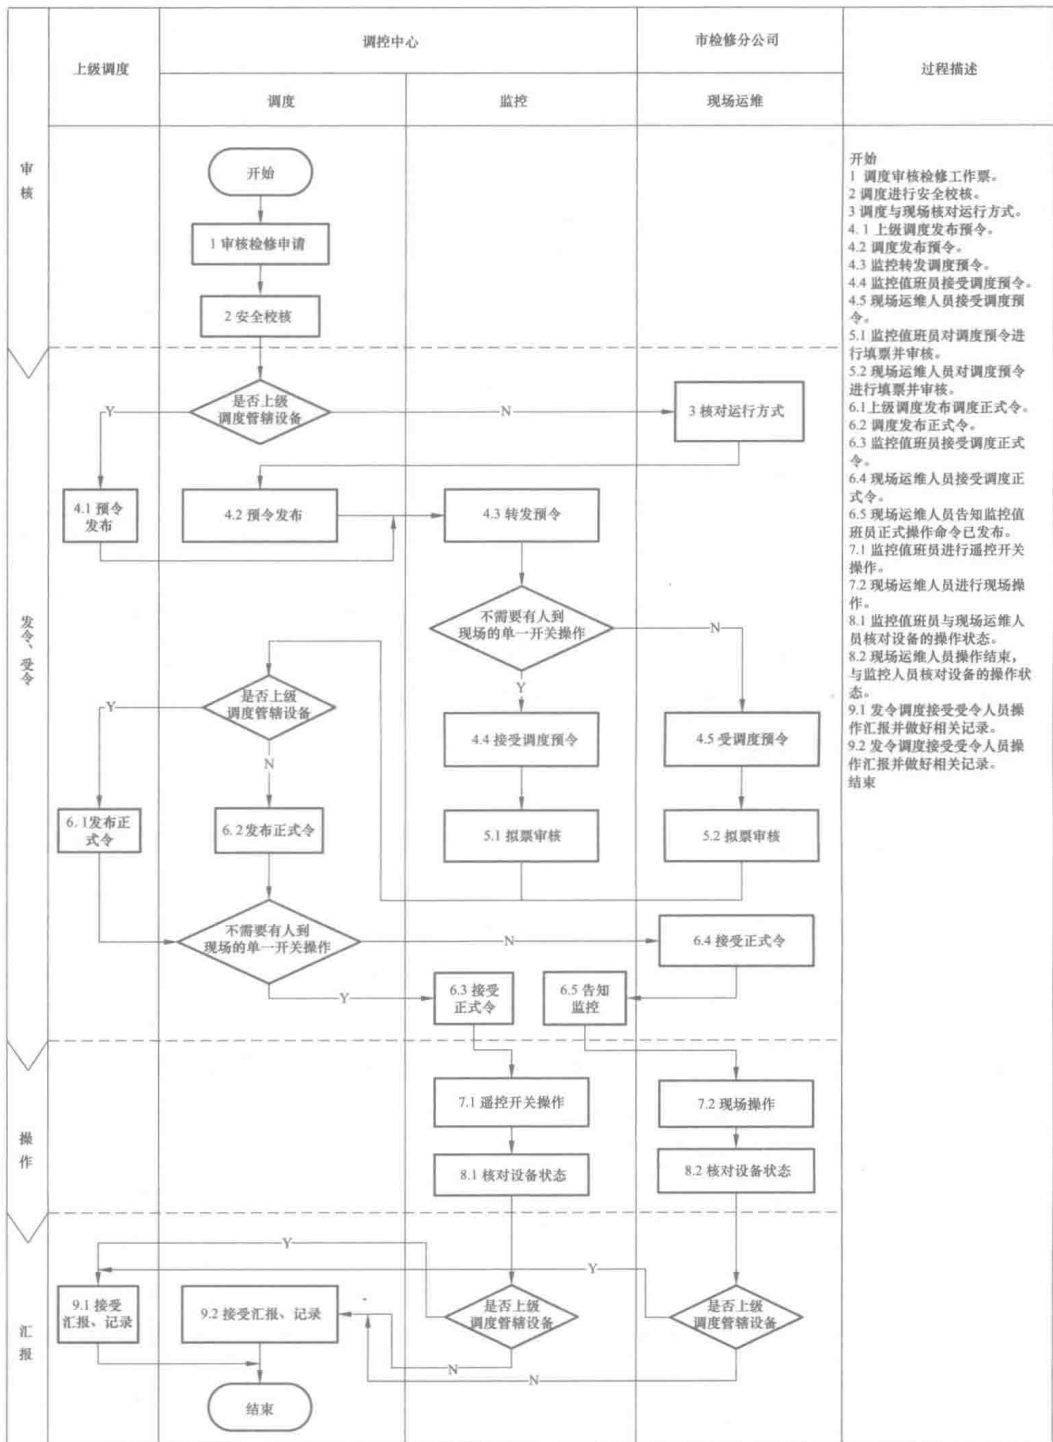 上级调度
调控中心
市检修分公司
过程描述
调度
监控
现场运维
审
核
开始
1 审核检修申请
2 安全校核
是否上级
调度管辖设备
Y
N
3 核对运行方式
4.1 预令
发布
4.2 预令发布
4.3 转发预令
发令、受令
不需要有人到
现场的单一开关操作
N
Y
是否上级
调度管辖设备
Y
N
4.4 接受调度预令
4.5 受调度预令
6.1发布正
式令
6.2发布正式令
5.1 拟票审核
5.2 拟票审核
不需要有人到
现场的单一开关操作
N
Y
6.4 接受正式令
6.3 接受
正式令
6.5 告知
监控
操
作
7.1 遥控开关操作
7.2 现场操作
8.1 核对设备状态
8.2 核对设备状态
汇
报
Y
Y
9.1 接受
汇报、记录
9.2 接受汇报、记录
是否上级
调度管辖设备
是否上级
调度管辖设备
N
N
结束
开始
1 调度审核检修工作票。
2 调度进行安全校核。
3 调度与现场核对运行方式。
4.1 上级调度发布预令。
4.2 调度发布预令。
4.3 监控转发调度预令。
4.4 监控值班员接受调度预令。
4.5 现场运维人员接受调度预
令。
5.1 监控值班员对调度预令进
行填票并审核。
5.2 现场运维人员对调度预令
进行填票并审核。
6.1上级调度发布调度正式令。
6.2 调度发布正式令。
6.3 监控值班员接受调度正式
令。
6.4 现场运维人员接受调度正
式令。
6.5 现场运维人员告知监控值
班员正式操作命令已发布。
7.1 监控值班员进行遥控开关
操作。
7.2 现场运维人员进行现场操
作。
8.1 监控值班员与现场运维人
员核对设备的操作状态。
8.2 现场运维人员操作结束，
与监控人员核对设备的操作状
态。
9.1 发令调度接受受令人员操
作汇报并做好相关记录。
9.2 发令调度接受受令人员操
作汇报并做好相关记录。
结束